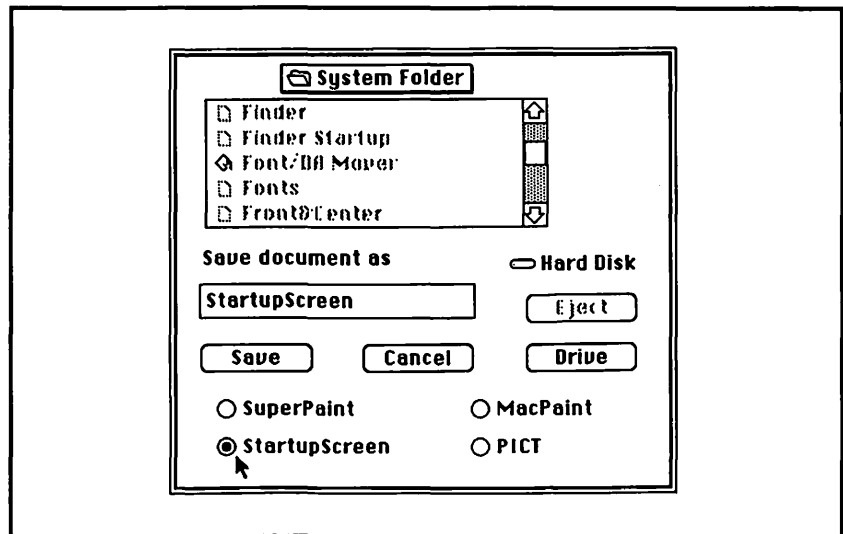 System Folder
Finder
Finder Startup
Font/DA Mover
Fonts
Front&Center
Save document as
Hard Disk
StartupScreen
Eject
Save
Cancel
Drive
SuperPaint
MacPaint
StartupScreen
PICT